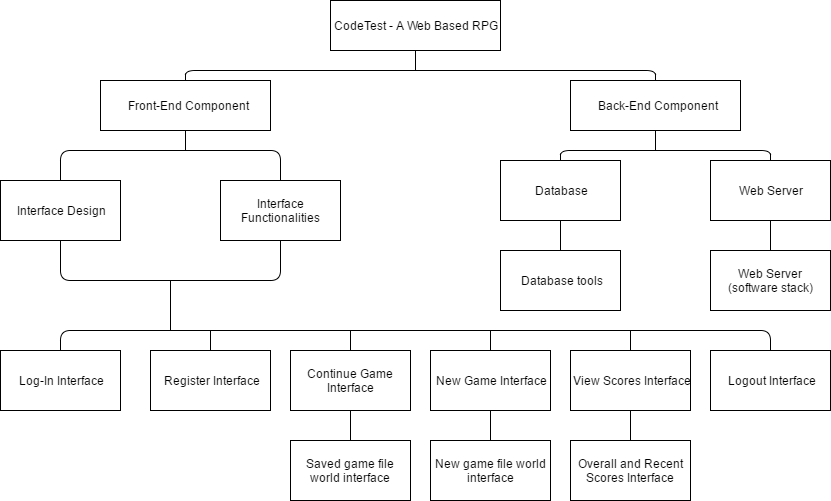 CodeTest - A Web Based RPG
Front-End Component
Back-End Component
Interface Design
Interface
Functionalities
Database
Web Server
Database tools
Web Server
(software stack)
Log-In Interface
Register Interface
Continue Game
Interface
New Game Interface
View Scores Interface
Logout Interface
Saved game file
world interface
New game file world
interface
Overall and Recent
Scores Interface